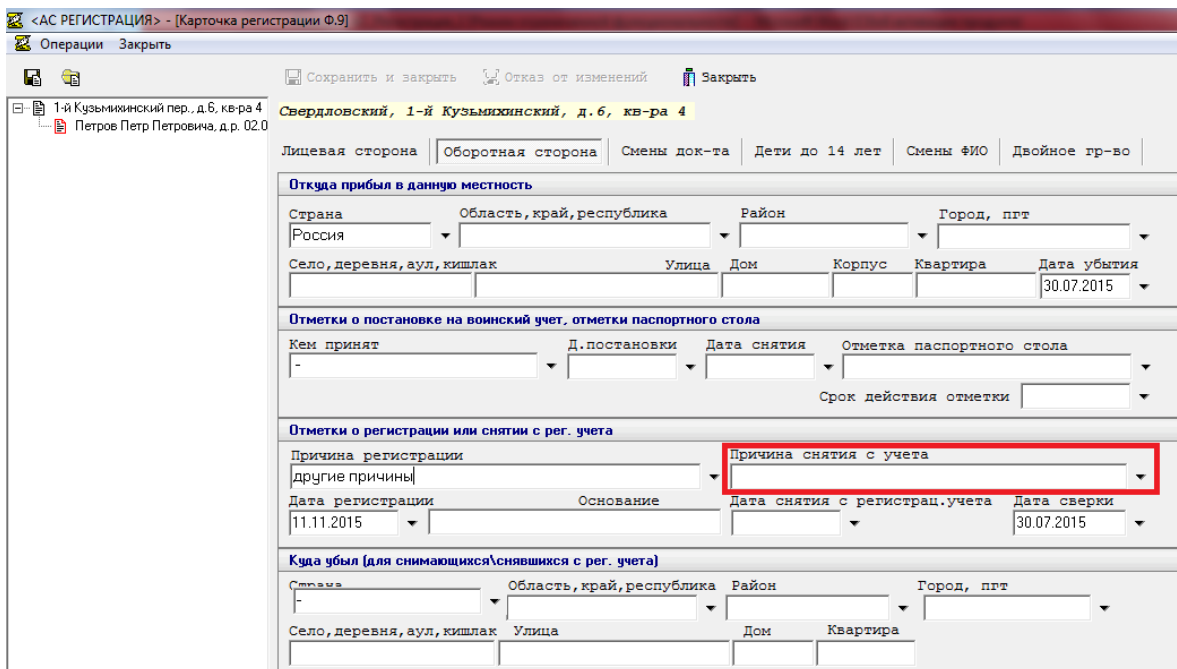 <АС РЕГИСТРАЦИЯ> - [Карточка регистрации Ф.9]
Операции Закрыть
Сохранить и закрыть Отказ от изменений Закрыть
1-й Кузьмихинский пер., д.6, кв-ра 4
Петров Петр Петровича, д.р. 02.0
Свердловский, 1-й Кузьмихинский, д.6, кв-ра 4
Лицевая сторона Оборотная сторона Смены док-та Дети до 14 лет Смены ФИО Двойное гр-во
Откуда прибыл в данную местность
Страна Область,край,республика Район Город, пгт
Россия
Село,деревня,аул,кишлак Улица Дом Корпус Квартира Дата убытия
30.07.2015
Отметки о постановке на воинский учет, отметки паспортного стола
Кем принят Д.постановки Дата снятия Отметка паспортного стола
-
Срок действия отметки
Отметки о регистрации или снятии с рег. учета
Причина регистрации Причина снятия с учета
другие причины
Дата регистрации Основание Дата снятия с регистрац.учета Дата сверки
11.11.2015 30.07.2015
Куда убыл (для снимающихся\снявшихся с рег. учета)
Страна Область,край,республика Район Город, пгт
-
Село,деревня,аул,кишлак Улица Дом Квартира